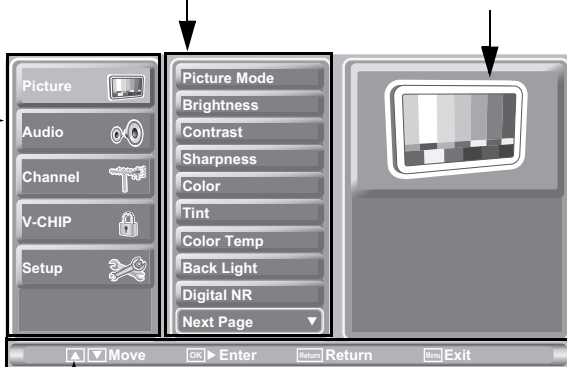 Picture
Audio
Channel
V-CHIP
Setup
Picture Mode
Brightness
Contrast
Sharpness
Color
Tint
Color Temp
Back Light
Digital NR
Next Page ▼
▲ ▼ Move OK ▶ Enter Return Return Menu Exit